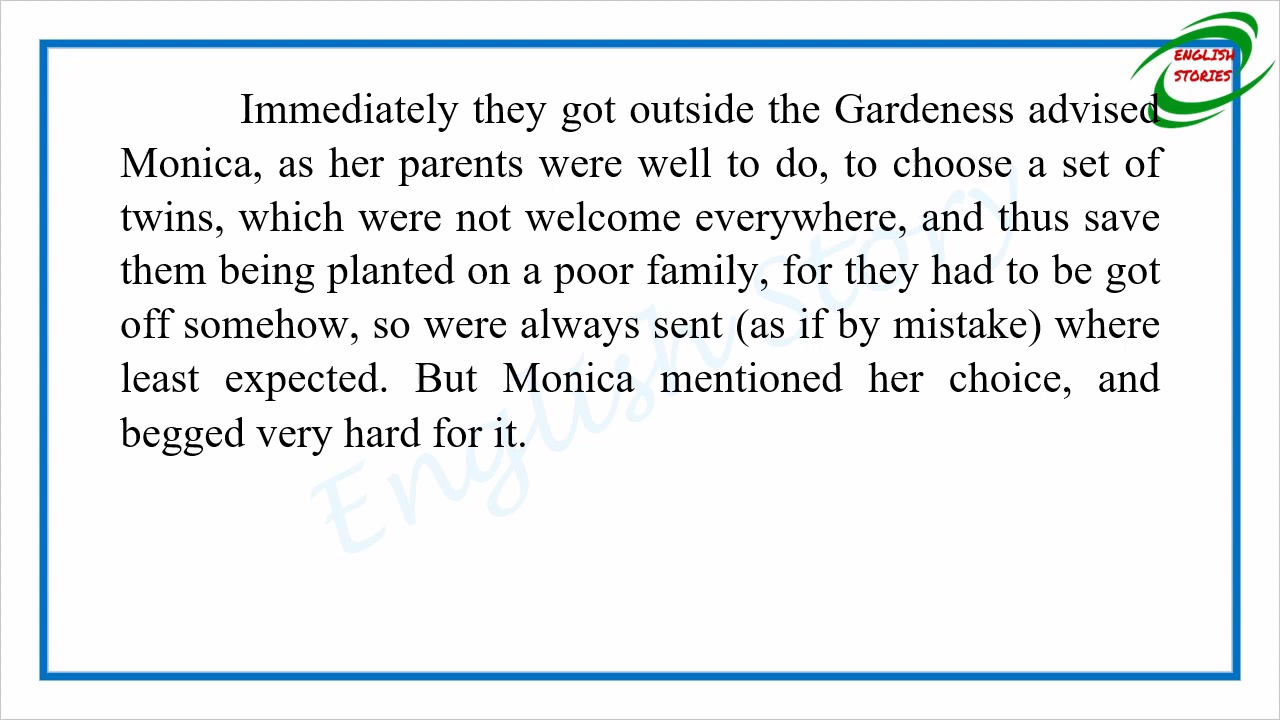 ENGLISH
STORIES
Immediately they got outside the Gardeness advised
Monica, as her parents were well to do, to choose a set of
twins, which were not welcome everywhere, and thus save
them being planted on a poor family, for they had to be got
off somehow, so were always sent (as if by mistake) where
least expected. But Monica mentioned her choice, and
begged very hard for it.
English Story